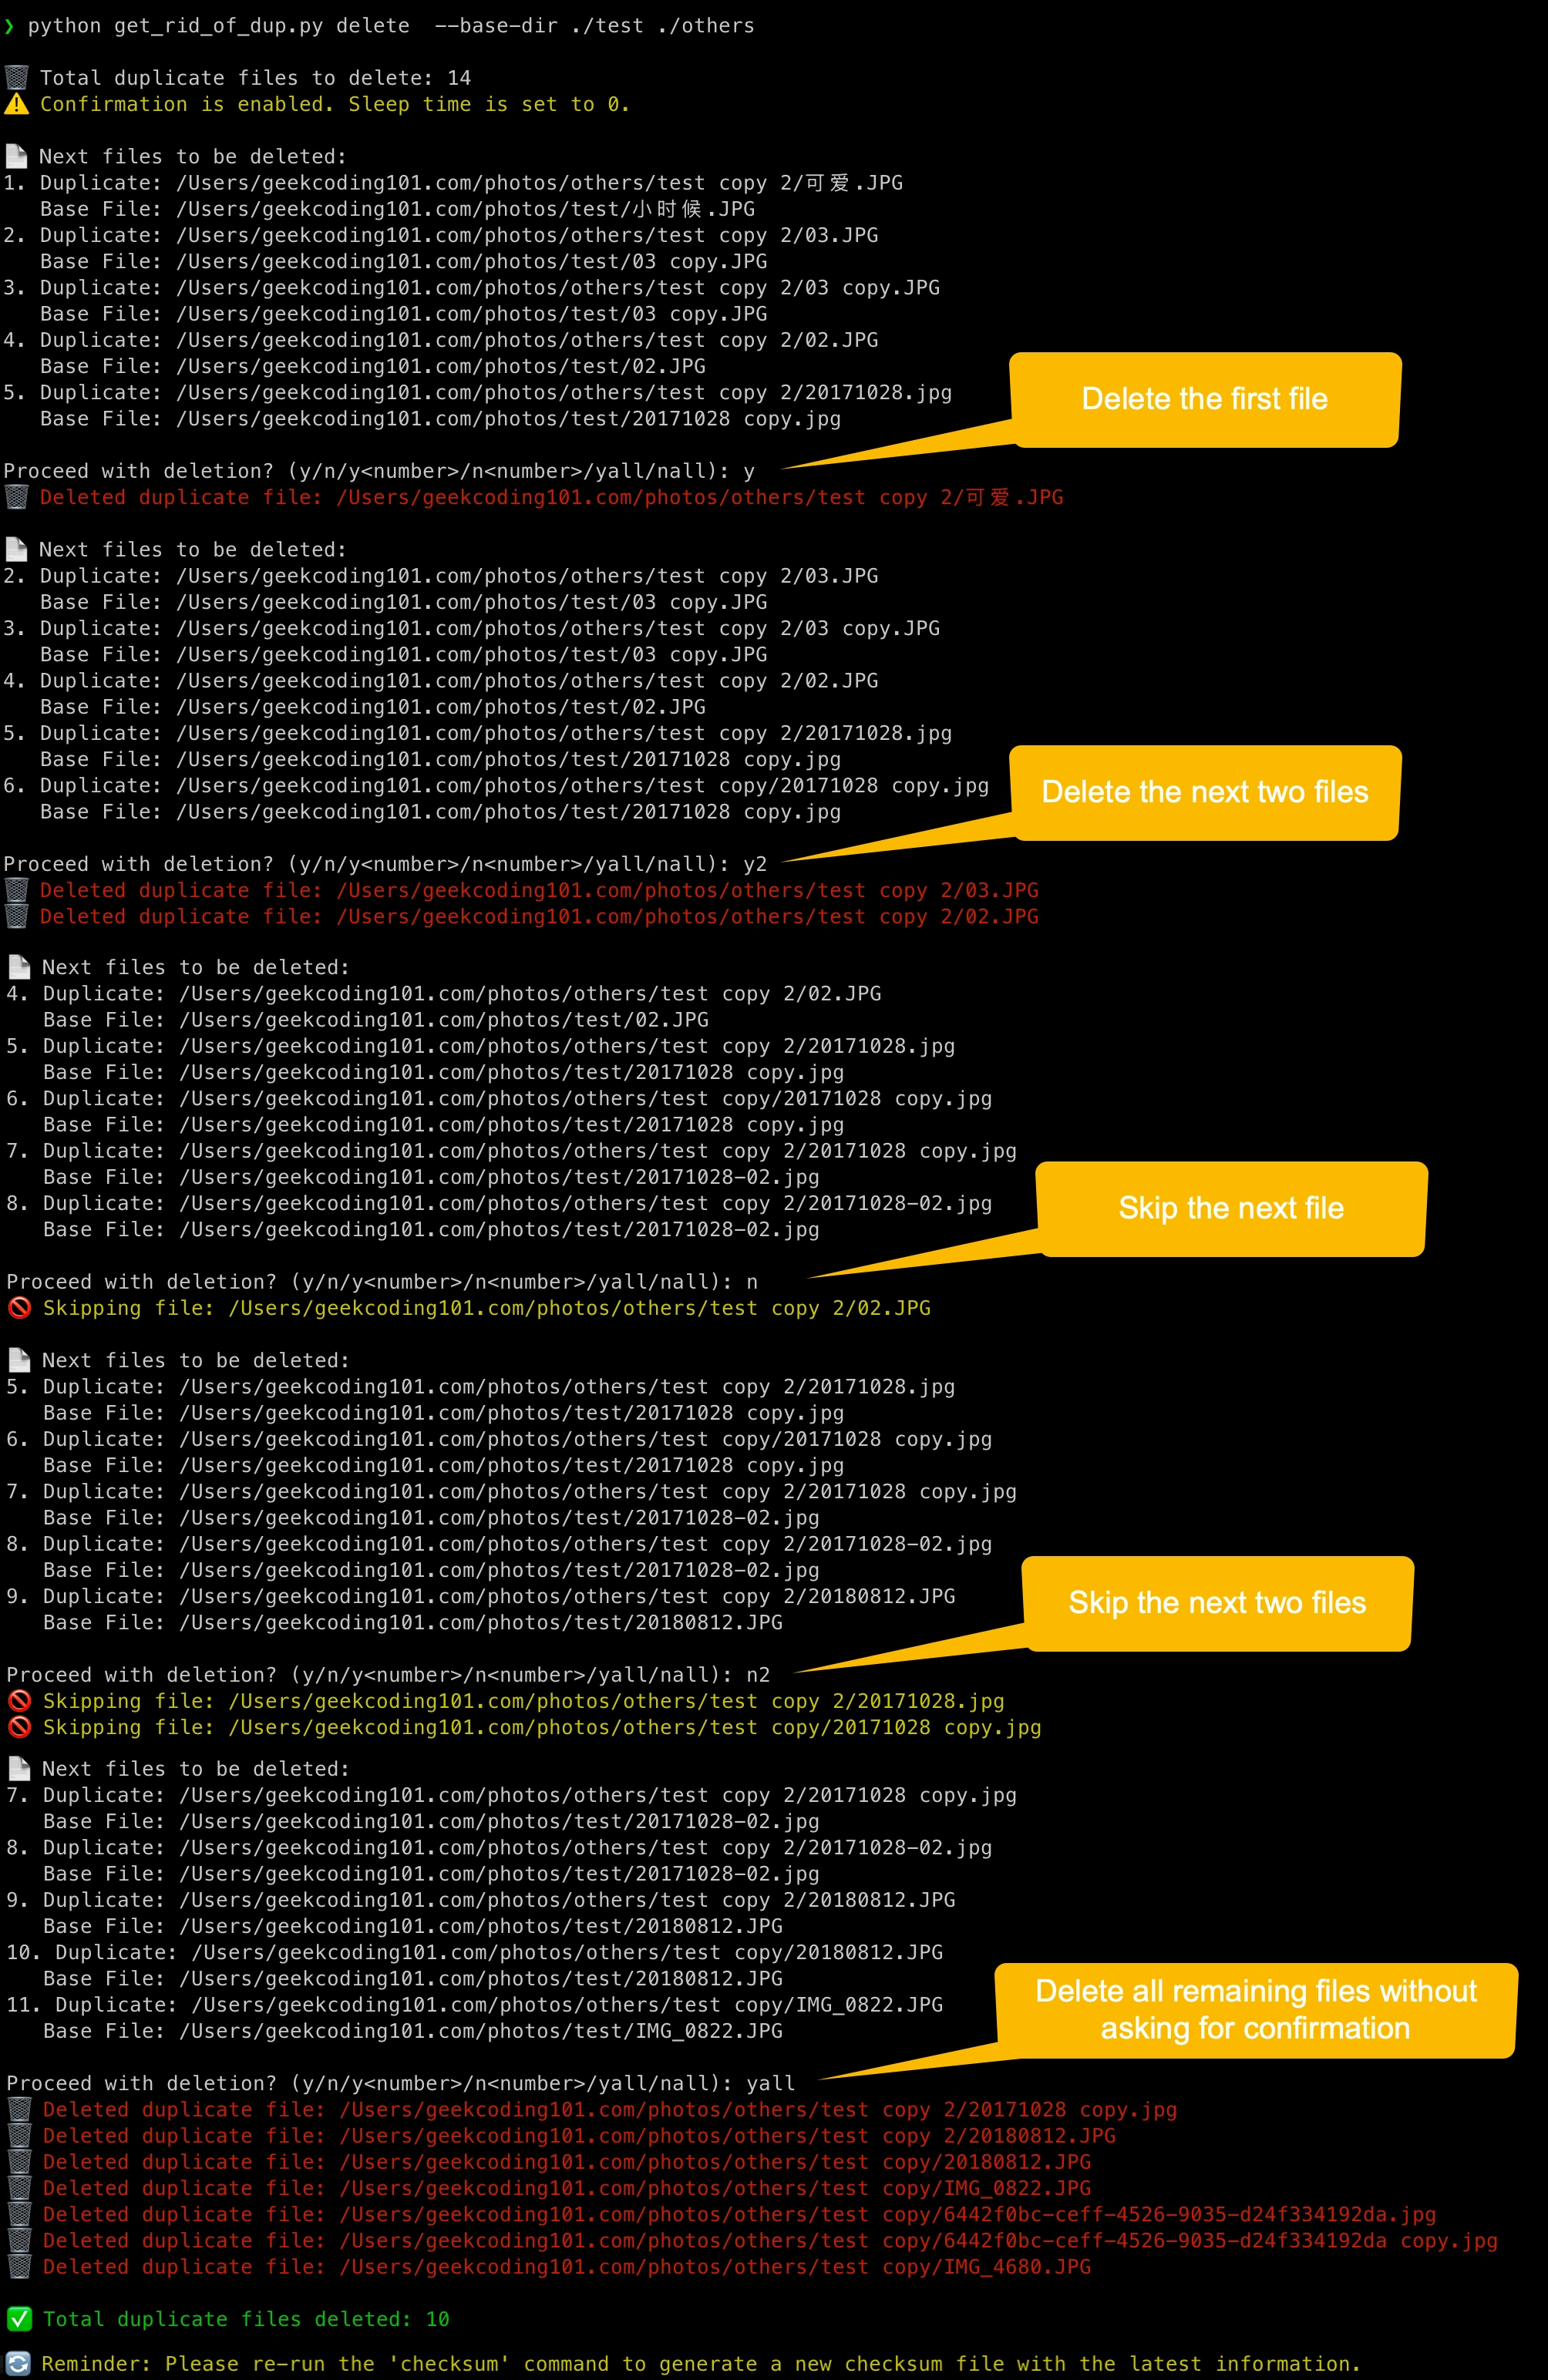 ❯ python get_rid_of_dup.py delete  --base-dir ./test ./others
🗑️ Total duplicate files to delete: 14
⚠️ Confirmation is enabled. Sleep time is set to 0.
📄 Next files to be deleted:
1. Duplicate: /Users/geekcoding101.com/photos/others/test copy 2/可爱.JPG
   Base File: /Users/geekcoding101.com/photos/test/小时候.JPG
2. Duplicate: /Users/geekcoding101.com/photos/others/test copy 2/03.JPG
   Base File: /Users/geekcoding101.com/photos/test/03 copy.JPG
3. Duplicate: /Users/geekcoding101.com/photos/others/test copy 2/03 copy.JPG
   Base File: /Users/geekcoding101.com/photos/test/03 copy.JPG
4. Duplicate: /Users/geekcoding101.com/photos/others/test copy 2/02.JPG
   Base File: /Users/geekcoding101.com/photos/test/02.JPG
5. Duplicate: /Users/geekcoding101.com/photos/others/test copy 2/20171028.jpg
   Base File: /Users/geekcoding101.com/photos/test/20171028 copy.jpg
Delete the first file
Proceed with deletion? (y/n/y<number>/n<number>/yall/nall): y
🗑️ Deleted duplicate file: /Users/geekcoding101.com/photos/others/test copy 2/可爱.JPG
📄 Next files to be deleted:
2. Duplicate: /Users/geekcoding101.com/photos/others/test copy 2/03.JPG
   Base File: /Users/geekcoding101.com/photos/test/03 copy.JPG
3. Duplicate: /Users/geekcoding101.com/photos/others/test copy 2/03 copy.JPG
   Base File: /Users/geekcoding101.com/photos/test/03 copy.JPG
4. Duplicate: /Users/geekcoding101.com/photos/others/test copy 2/02.JPG
   Base File: /Users/geekcoding101.com/photos/test/02.JPG
5. Duplicate: /Users/geekcoding101.com/photos/others/test copy 2/20171028.jpg
   Base File: /Users/geekcoding101.com/photos/test/20171028 copy.jpg
6. Duplicate: /Users/geekcoding101.com/photos/others/test copy/20171028 copy.jpg
   Base File: /Users/geekcoding101.com/photos/test/20171028 copy.jpg
Delete the next two files
Proceed with deletion? (y/n/y<number>/n<number>/yall/nall): y2
🗑️ Deleted duplicate file: /Users/geekcoding101.com/photos/others/test copy 2/03.JPG
🗑️ Deleted duplicate file: /Users/geekcoding101.com/photos/others/test copy 2/02.JPG
📄 Next files to be deleted:
4. Duplicate: /Users/geekcoding101.com/photos/others/test copy 2/02.JPG
   Base File: /Users/geekcoding101.com/photos/test/02.JPG
5. Duplicate: /Users/geekcoding101.com/photos/others/test copy 2/20171028.jpg
   Base File: /Users/geekcoding101.com/photos/test/20171028 copy.jpg
6. Duplicate: /Users/geekcoding101.com/photos/others/test copy/20171028 copy.jpg
   Base File: /Users/geekcoding101.com/photos/test/20171028 copy.jpg
7. Duplicate: /Users/geekcoding101.com/photos/others/test copy 2/20171028 copy.jpg
   Base File: /Users/geekcoding101.com/photos/test/20171028-02.jpg
8. Duplicate: /Users/geekcoding101.com/photos/others/test copy 2/20171028-02.jpg
   Base File: /Users/geekcoding101.com/photos/test/20171028-02.jpg
Skip the next file
Proceed with deletion? (y/n/y<number>/n<number>/yall/nall): n
🚫 Skipping file: /Users/geekcoding101.com/photos/others/test copy 2/02.JPG
📄 Next files to be deleted:
5. Duplicate: /Users/geekcoding101.com/photos/others/test copy 2/20171028.jpg
   Base File: /Users/geekcoding101.com/photos/test/20171028 copy.jpg
6. Duplicate: /Users/geekcoding101.com/photos/others/test copy/20171028 copy.jpg
   Base File: /Users/geekcoding101.com/photos/test/20171028 copy.jpg
7. Duplicate: /Users/geekcoding101.com/photos/others/test copy 2/20171028 copy.jpg
   Base File: /Users/geekcoding101.com/photos/test/20171028-02.jpg
8. Duplicate: /Users/geekcoding101.com/photos/others/test copy 2/20171028-02.jpg
   Base File: /Users/geekcoding101.com/photos/test/20171028-02.jpg
9. Duplicate: /Users/geekcoding101.com/photos/others/test copy 2/20180812.JPG
   Base File: /Users/geekcoding101.com/photos/test/20180812.JPG
Skip the next two files
Proceed with deletion? (y/n/y<number>/n<number>/yall/nall): n2
🚫 Skipping file: /Users/geekcoding101.com/photos/others/test copy 2/20171028.jpg
🚫 Skipping file: /Users/geekcoding101.com/photos/others/test copy/20171028 copy.jpg
📄 Next files to be deleted:
7. Duplicate: /Users/geekcoding101.com/photos/others/test copy 2/20171028 copy.jpg
   Base File: /Users/geekcoding101.com/photos/test/20171028-02.jpg
8. Duplicate: /Users/geekcoding101.com/photos/others/test copy 2/20171028-02.jpg
   Base File: /Users/geekcoding101.com/photos/test/20171028-02.jpg
9. Duplicate: /Users/geekcoding101.com/photos/others/test copy 2/20180812.JPG
   Base File: /Users/geekcoding101.com/photos/test/20180812.JPG
10. Duplicate: /Users/geekcoding101.com/photos/others/test copy/20180812.JPG
   Base File: /Users/geekcoding101.com/photos/test/20180812.JPG
11. Duplicate: /Users/geekcoding101.com/photos/others/test copy/IMG_0822.JPG
   Base File: /Users/geekcoding101.com/photos/test/IMG_0822.JPG
Delete all remaining files without
asking for confirmation
Proceed with deletion? (y/n/y<number>/n<number>/yall/nall): yall
🗑️ Deleted duplicate file: /Users/geekcoding101.com/photos/others/test copy 2/20171028 copy.jpg
🗑️ Deleted duplicate file: /Users/geekcoding101.com/photos/others/test copy 2/20180812.JPG
🗑️ Deleted duplicate file: /Users/geekcoding101.com/photos/others/test copy/20180812.JPG
🗑️ Deleted duplicate file: /Users/geekcoding101.com/photos/others/test copy/IMG_0822.JPG
🗑️ Deleted duplicate file: /Users/geekcoding101.com/photos/others/test copy/6442f0bc-ceff-4526-9035-d24f334192da.jpg
🗑️ Deleted duplicate file: /Users/geekcoding101.com/photos/others/test copy/6442f0bc-ceff-4526-9035-d24f334192da copy.jpg
🗑️ Deleted duplicate file: /Users/geekcoding101.com/photos/others/test copy/IMG_4680.JPG
✅ Total duplicate files deleted: 10
🔄 Reminder: Please re-run the 'checksum' command to generate a new checksum file with the latest information.